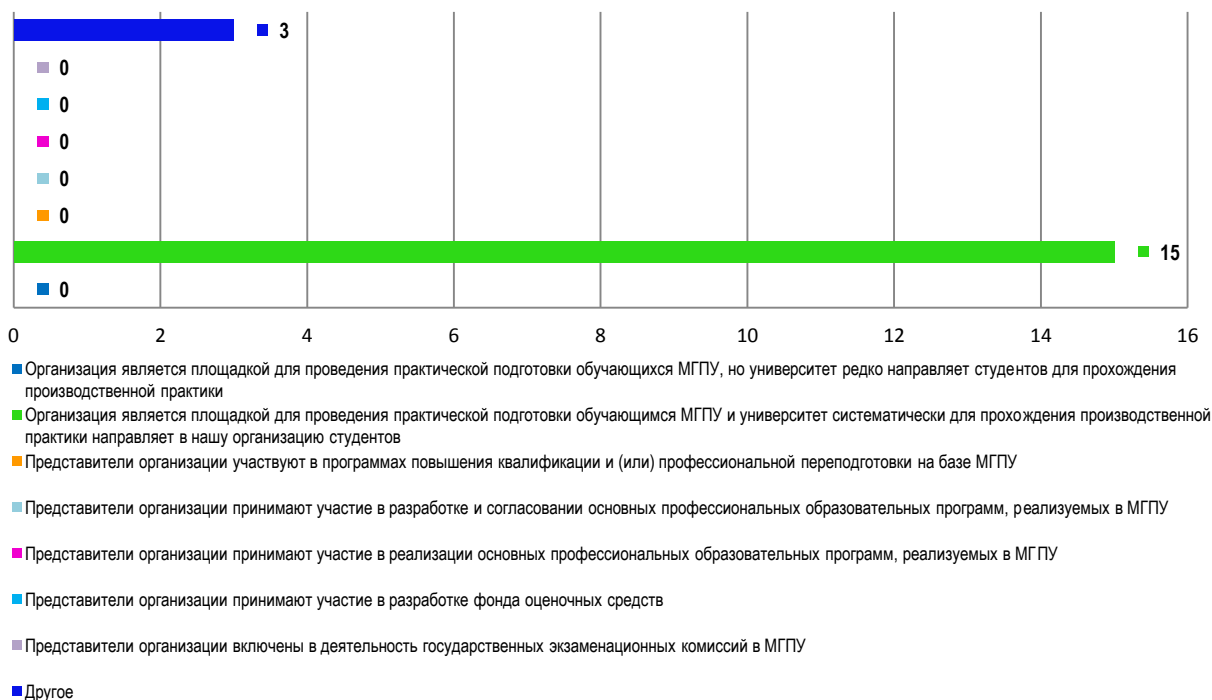 3
0
0
0
0
0
15
0
0 2 4 6 8 10 12 14 16
Организация является площадкой для проведения практической подготовки обучающихся МГПУ, но университет редко направляет студентов для прохождения
производственной практики
Организация является площадкой для проведения практической подготовки обучающимся МГПУ и университет систематически для прохождения производственной
практики направляет в нашу организацию студентов
Представители организации участвуют в программах повышения квалификации и (или) профессиональной переподготовки на базе МГПУ
Представители организации принимают участие в разработке и согласовании основных профессиональных образовательных программ, реализуемых в МГПУ
Представители организации принимают участие в реализации основных профессиональных образовательных программ, реализуемых в МГПУ
Представители организации принимают участие в разработке фонда оценочных средств
Представители организации включены в деятельность государственных экзаменационных комиссий в МГПУ
Другое